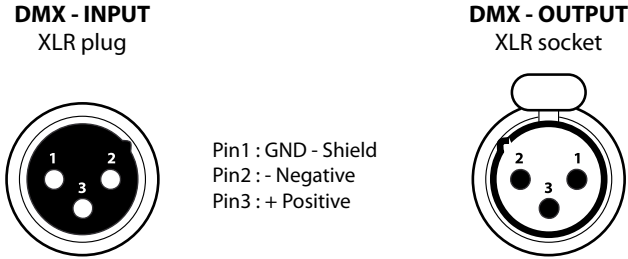 DMX - INPUT
XLR plug
DMX - OUTPUT
XLR socket
1 2
3
Pin1 : GND - Shield
Pin2 : - Negative
Pin3 : + Positive
2 1
3